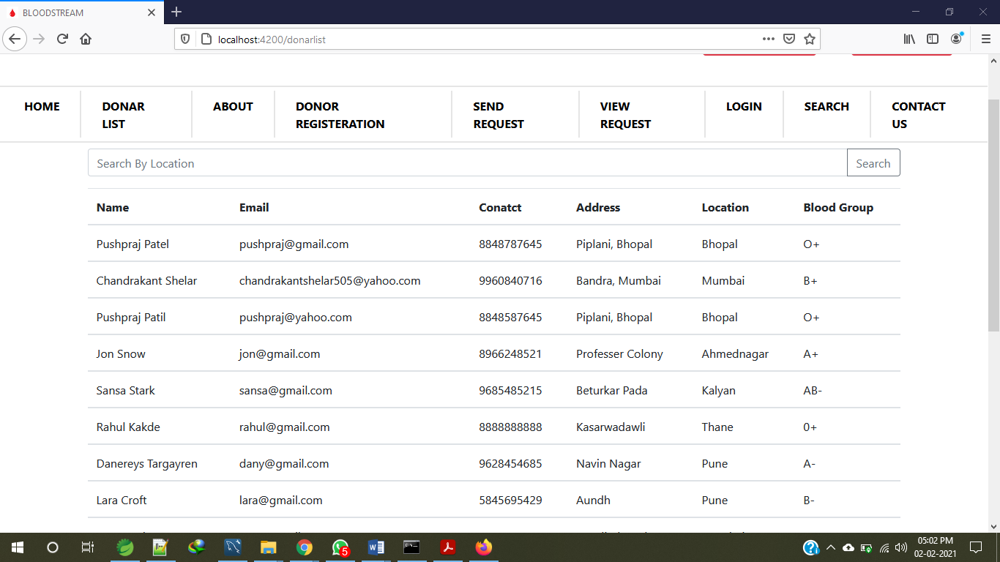 BLOODSTREAM
localhost:4200/donarlist
HOME
DONAR
LIST
ABOUT
DONOR
REGISTERATION
SEND
REQUEST
VIEW
REQUEST
LOGIN
SEARCH
CONTACT
US
Search By Location
Search
Name Email Conatct Address Location Blood Group
Pushpraj Patel pushpraj@gmail.com 8848787645 Piplani, Bhopal Bhopal O+
Chandrakant Shelar chandrakantshelar505@yahoo.com 9960840716 Bandra, Mumbai Mumbai B+
Pushpraj Patil pushpraj@yahoo.com 8848587645 Piplani, Bhopal Bhopal O+
Jon Snow jon@gmail.com 8966248521 Professer Colony Ahmednagar A+
Sansa Stark sansa@gmail.com 9685485215 Beturkar Pada Kalyan AB-
Rahul Kakde rahul@gmail.com 8888888888 Kasarwadawli Thane 0+
Danereys Targayren dany@gmail.com 9628454685 Navin Nagar Pune A-
Lara Croft lara@gmail.com 5845695429 Aundh Pune B-
5
05:02 PM
02-02-2021